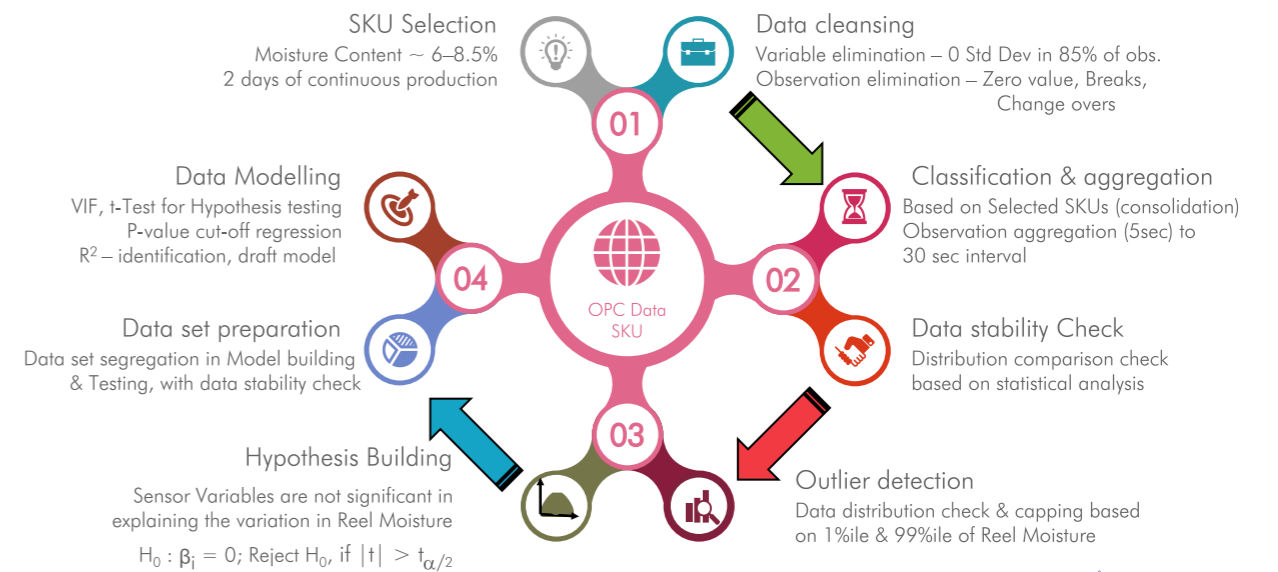 SKU Selection
Moisture Content ~ 6–8.5%
2 days of continuous production
Data cleansing
Variable elimination – 0 Std Dev in 85% of obs.
Observation elimination – Zero value, Breaks,
Change overs
01
Classification & aggregation
Based on Selected SKUs (consolidation)
Observation aggregation (5sec) to
30 sec interval
02
Data stability Check
Distribution comparison check
based on statistical analysis
Outlier detection
Data distribution check & capping based
on 1%ile & 99%ile of Reel Moisture
03
Hypothesis Building
Sensor Variables are not significant in
explaining the variation in Reel Moisture
H₀ : βᵢ = 0; Reject H₀, if |t| > t_α/2
Data set preparation
Data set segregation in Model building
& Testing, with data stability check
04
Data Modelling
VIF, t-Test for Hypothesis testing
P-value cut-off regression
R² – identification, draft model
OPC Data
SKU